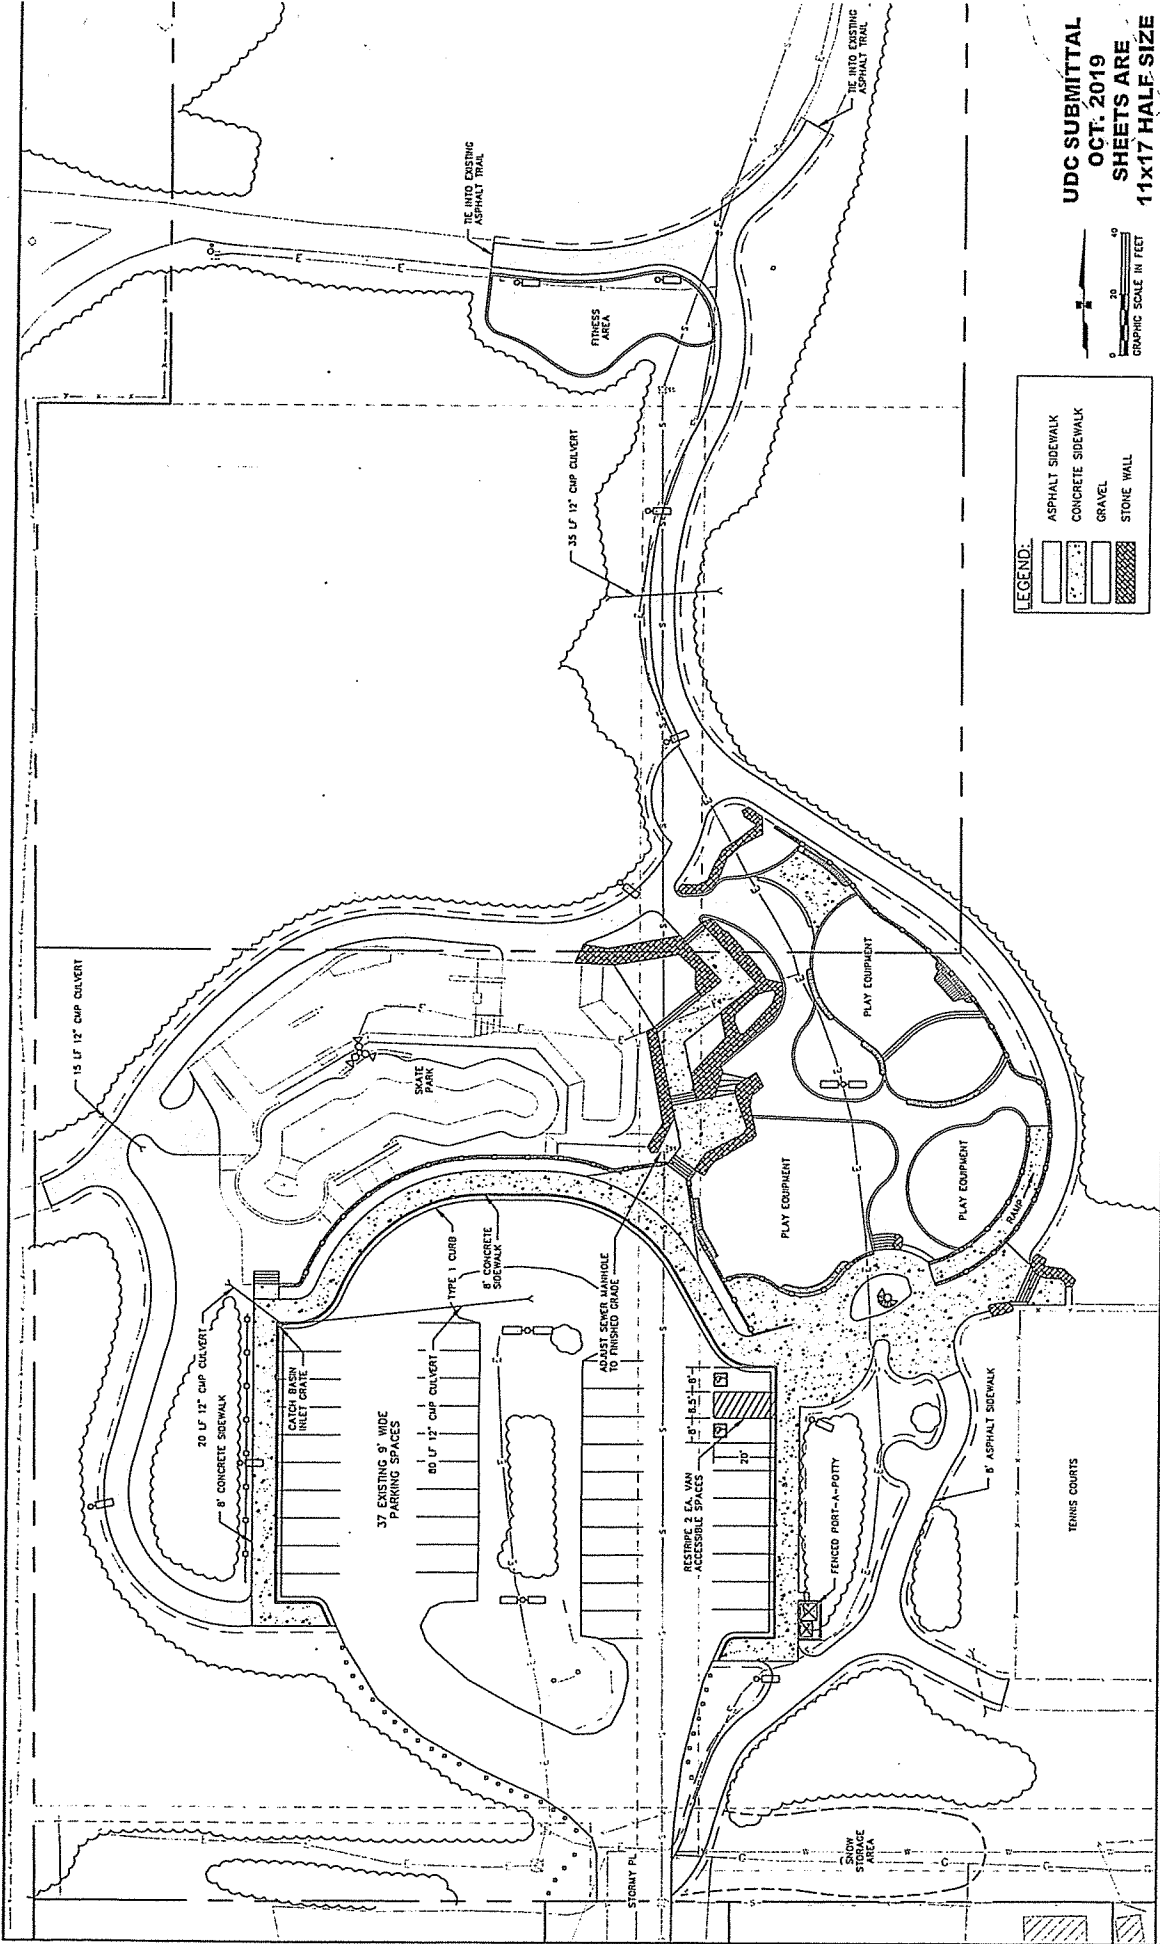 UDC SUBMITTAL
OCT. 2019
SHEETS ARE
11x17 HALF SIZE
0 20 40
GRAPHIC SCALE IN FEET
LEGEND:
ASPHALT SIDEWALK
CONCRETE SIDEWALK
GRAVEL
STONE WALL
TIE INTO EXISTING
ASPHALT TRAIL
TIE INTO EXISTING
ASPHALT TRAIL
FITNESS
AREA
35 LF 12" CMP CULVERT
15 LF 12" CMP CULVERT
SKATE
PARK
PLAY EQUIPMENT
PLAY EQUIPMENT
PLAY EQUIPMENT
RAMP
TYPE 1 CURB
8' CONCRETE
SIDEWALK
ADJUST SEWER MANHOLE
TO FINISHED GRADE
20 LF 12" CMP CULVERT
8' CONCRETE SIDEWALK
CATCH BASIN
INLET GRATE
37 EXISTING 9' WIDE
PARKING SPACES
60 LF 12" CMP CULVERT
RESTRIPE 2 EA. VAN
ACCESSIBLE SPACES
8' 8.5' 8'
20'
FENCED PORT-A-POTTY
TENNIS COURTS
STORMY PL
SNOW
STORAGE
AREA